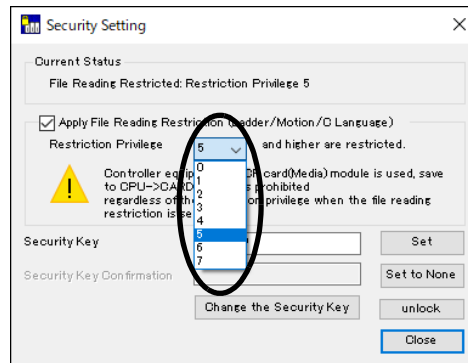 Security Setting
Current Status
File Reading Restricted: Restriction Privilege 5
Apply File Reading Restriction (Ladder/Motion/C Language)
Restriction Privilege 5 and higher are restricted.
0
1
2
3
4
5
6
7
Controller card(Media) module is used, save
to CPU->CARD prohibited
regardless of the privilege when the file reading
restriction is
Security Key
Set
Security Key Confirmation
Set to None
Change the Security Key
unlock
Close